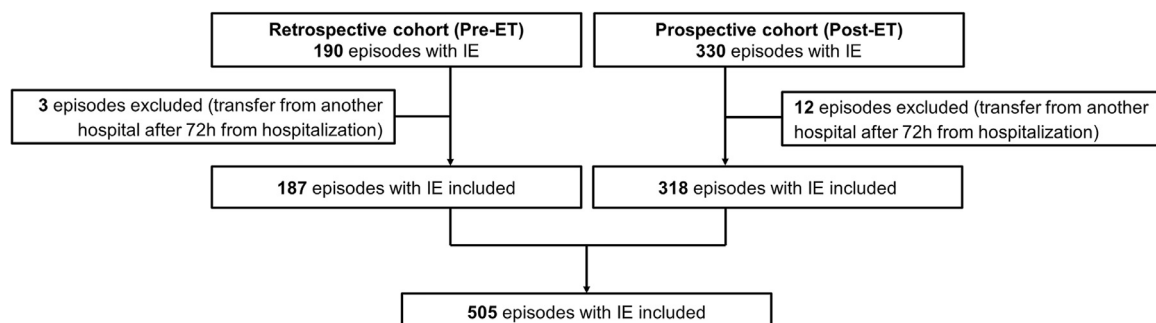 Retrospective cohort (Pre-ET)
190 episodes with IE
Prospective cohort (Post-ET)
330 episodes with IE
3 episodes excluded (transfer from another
hospital after 72h from hospitalization)
12 episodes excluded (transfer from another
hospital after 72h from hospitalization)
187 episodes with IE included
318 episodes with IE included
505 episodes with IE included